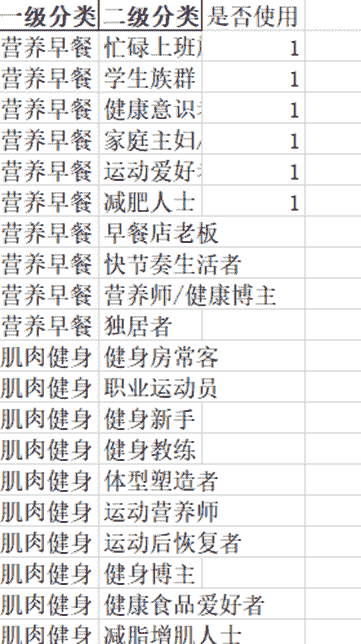 一级分类 二级分类 是否使用
营养早餐 忙碌上班 1
营养早餐 学生族群 1
营养早餐 健康意识 1
营养早餐 家庭主妇/ 1
营养早餐 运动爱好 1
营养早餐 减肥人士 1
营养早餐 早餐店老板
营养早餐 快节奏生活者
营养早餐 营养师/健康博主
营养早餐 独居者
肌肉健身 健身房常客
肌肉健身 职业运动员
肌肉健身 健身新手
肌肉健身 健身教练
肌肉健身 体型塑造者
肌肉健身 运动营养师
肌肉健身 运动后恢复者
肌肉健身 健身博主
肌肉健身 健康食品爱好者
肌肉健身 减脂增肌人士